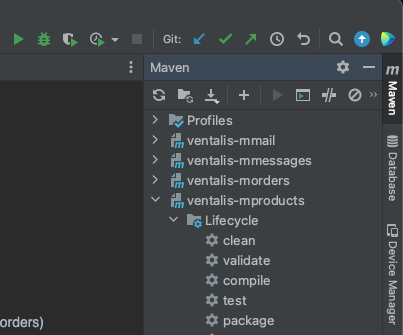 Git:
Maven
Profiles
ventalis-mmail
ventalis-mmessages
ventalis-morders
ventalis-mproducts
Lifecycle
clean
validate
compile
test
package
orders)
m
Maven
Database
Device Manager